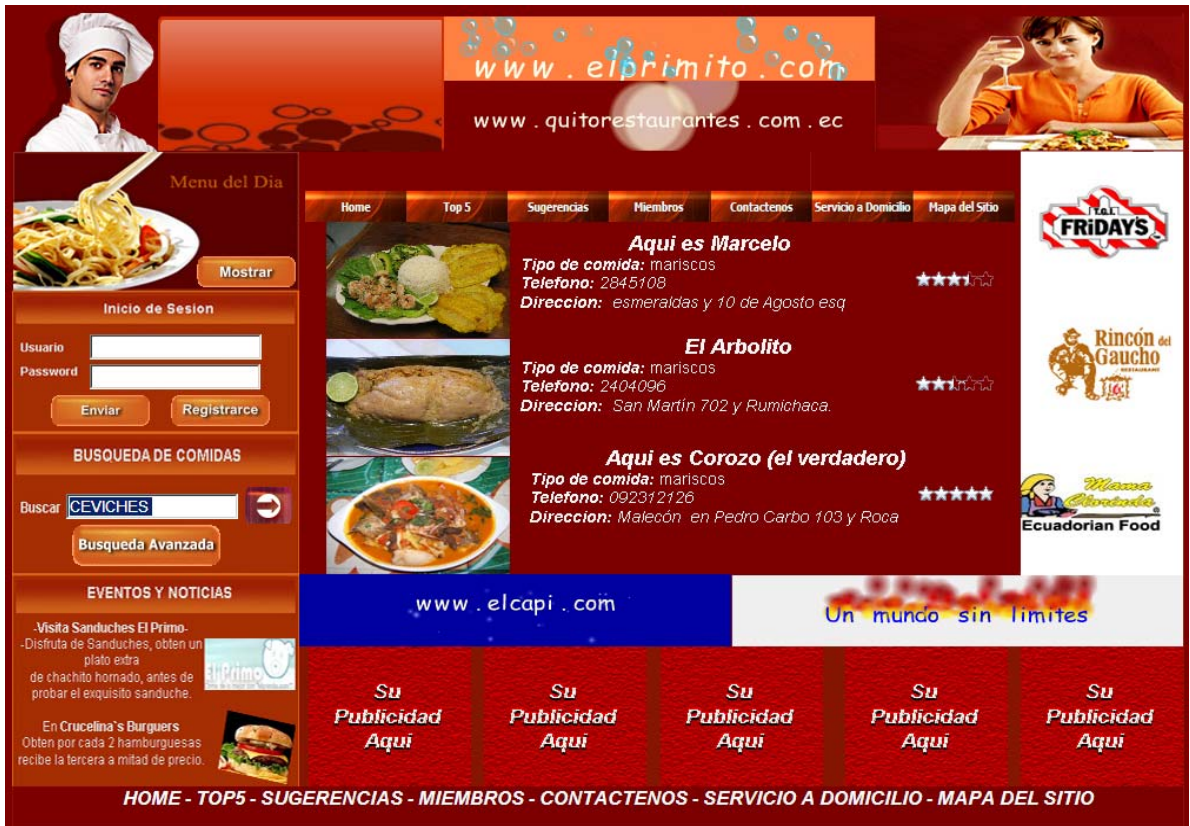 www . elprimito . com
www . quitorestaurantes . com . ec
Menu del Dia
Mostrar
Home
Top 5
Sugerencias
Miembros
Contactenos
Servicio a Domicilio
Mapa del Sitio
Inicio de Sesion
Usuario
Password
Enviar
Registrarce
BUSQUEDA DE COMIDAS
Buscar CEVICHES
Busqueda Avanzada
EVENTOS Y NOTICIAS
-Visita Sanduches El Primo-
-Disfruta de Sanduches, obten un
plato extra
de chachito hornado, antes de
probar el exquisito sanduche.
El Primo
En Crucelina`s Burguers
Obten por cada 2 hamburguesas
recibe la tercera a mitad de precio.
Aqui es Marcelo
Tipo de comida: mariscos
Telefono: 2845108
Direccion: esmeraldas y 10 de Agosto esq
El Arbolito
Tipo de comida: mariscos
Telefono: 2404096
Direccion: San Martín 702 y Rumichaca.
Aqui es Corozo (el verdadero)
Tipo de comida: mariscos
Telefono: 092312126
Direccion: Malecón en Pedro Carbo 103 y Roca
T.G.I.
FRiDAY'S
Rincón del
Gaucho
RESTAURANT
Mama
Clorinda
Ecuadorian Food
www . elcapi . com
Un mundo sin limites
Su
Publicidad
Aqui
Su
Publicidad
Aqui
Su
Publicidad
Aqui
Su
Publicidad
Aqui
Su
Publicidad
Aqui
HOME - TOP5 - SUGERENCIAS - MIEMBROS - CONTACTENOS - SERVICIO A DOMICILIO - MAPA DEL SITIO